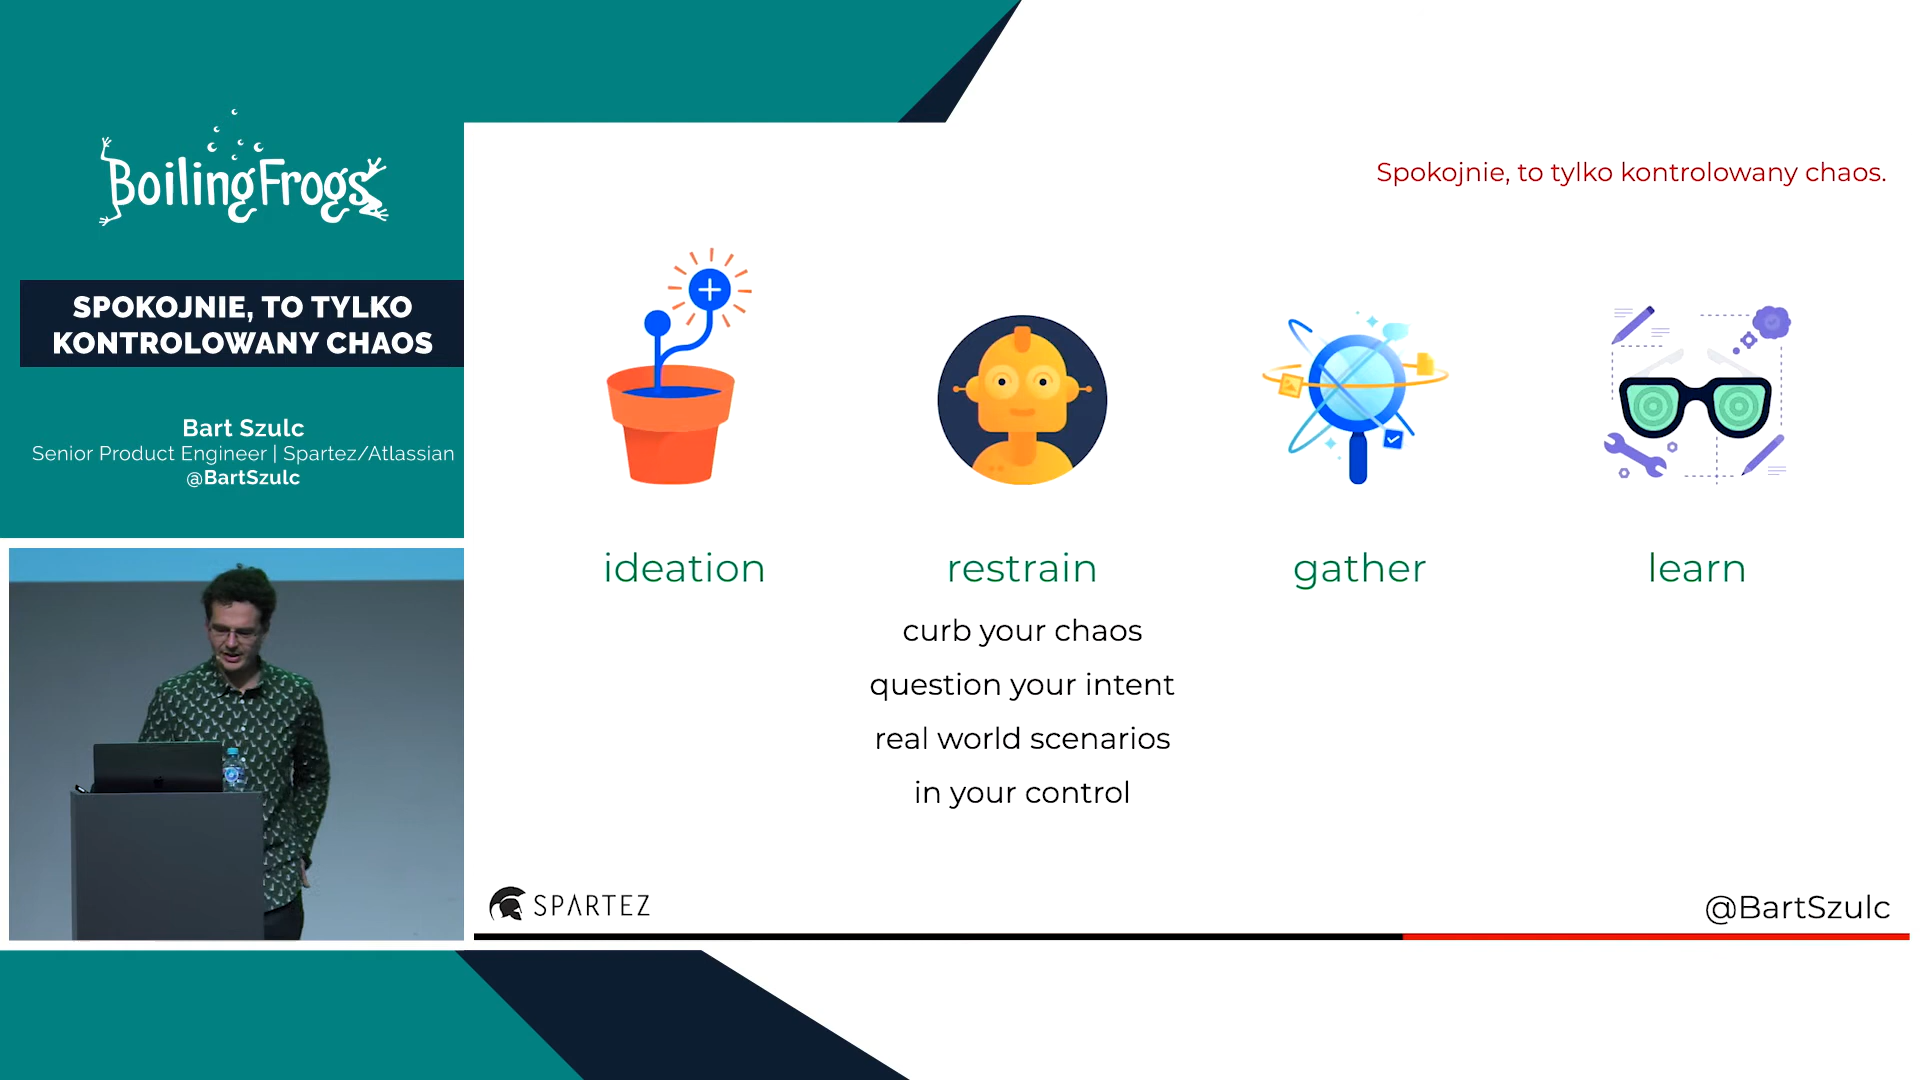 BoilingFrogs
SPOKOJNIE, TO TYLKO
KONTROLOWANY CHAOS
Bart Szulc
Senior Product Engineer | Spartez/Atlassian
@BartSzulc
Spokojnie, to tylko kontrolowany chaos.
ideation
restrain
gather
learn
curb your chaos
question your intent
real world scenarios
in your control
SPARTEZ
@BartSzulc